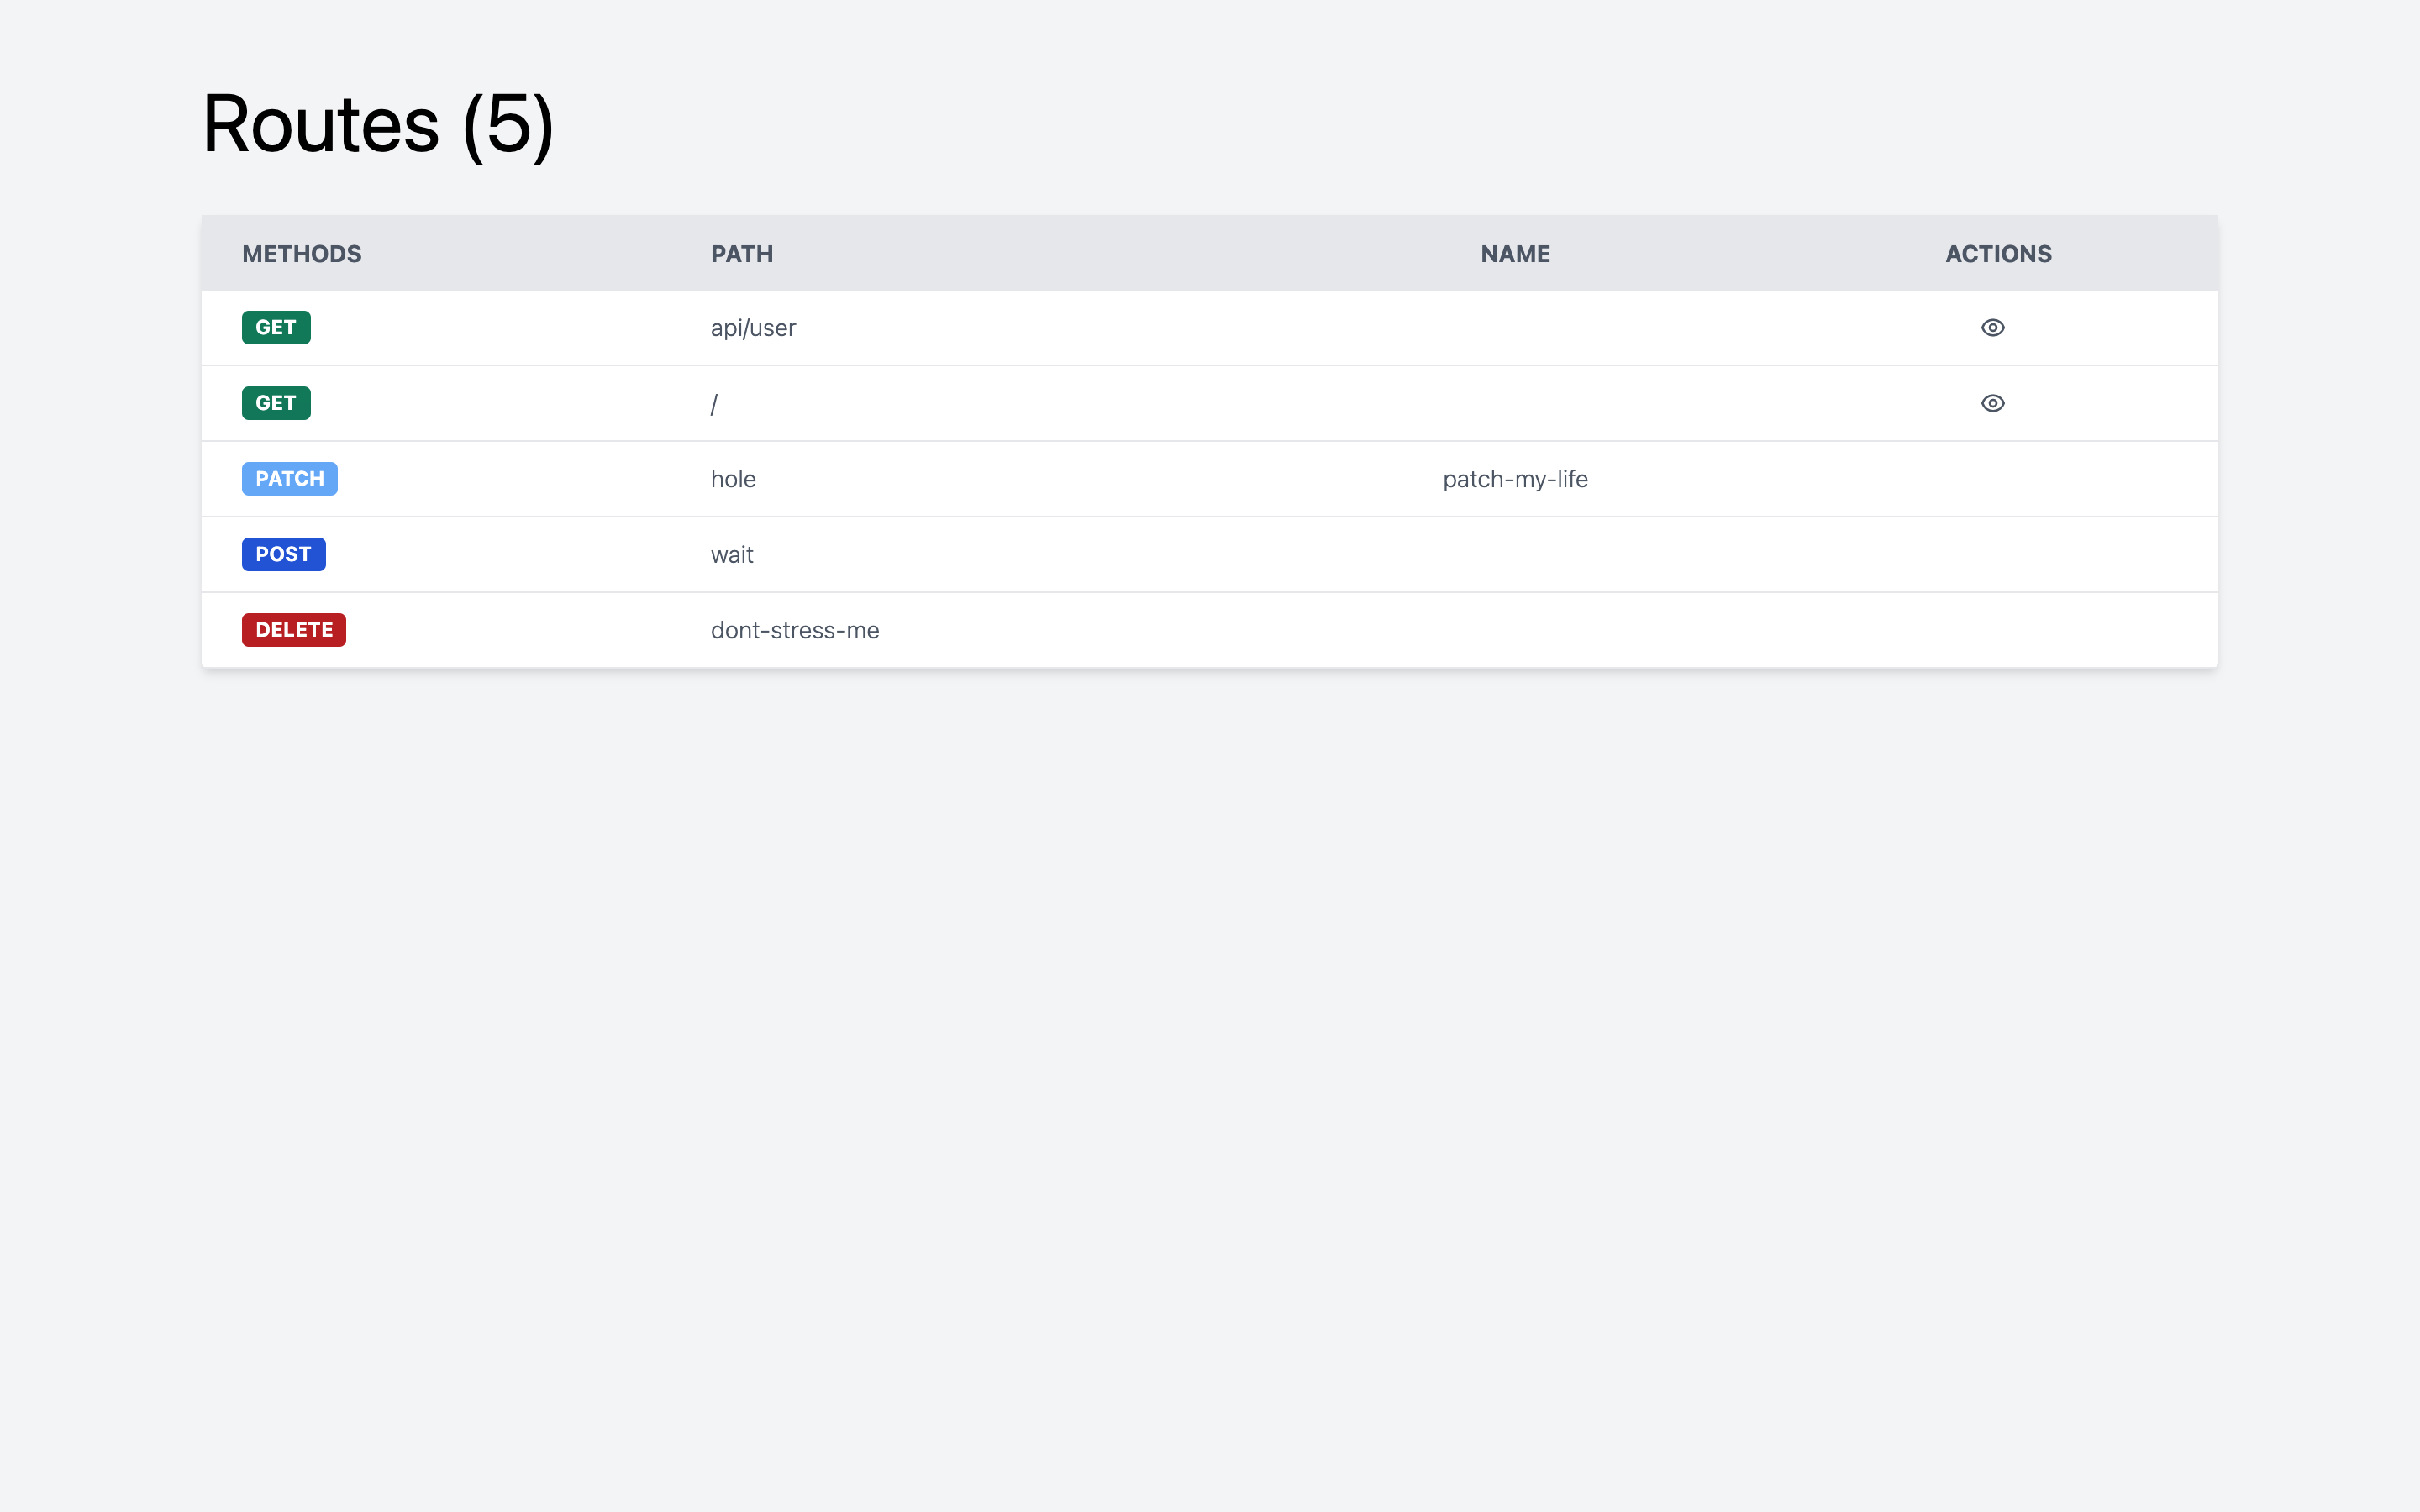 Routes (5)
METHODS PATH NAME ACTIONS
GET api/user
GET /
PATCH hole patch-my-life
POST wait
DELETE dont-stress-me